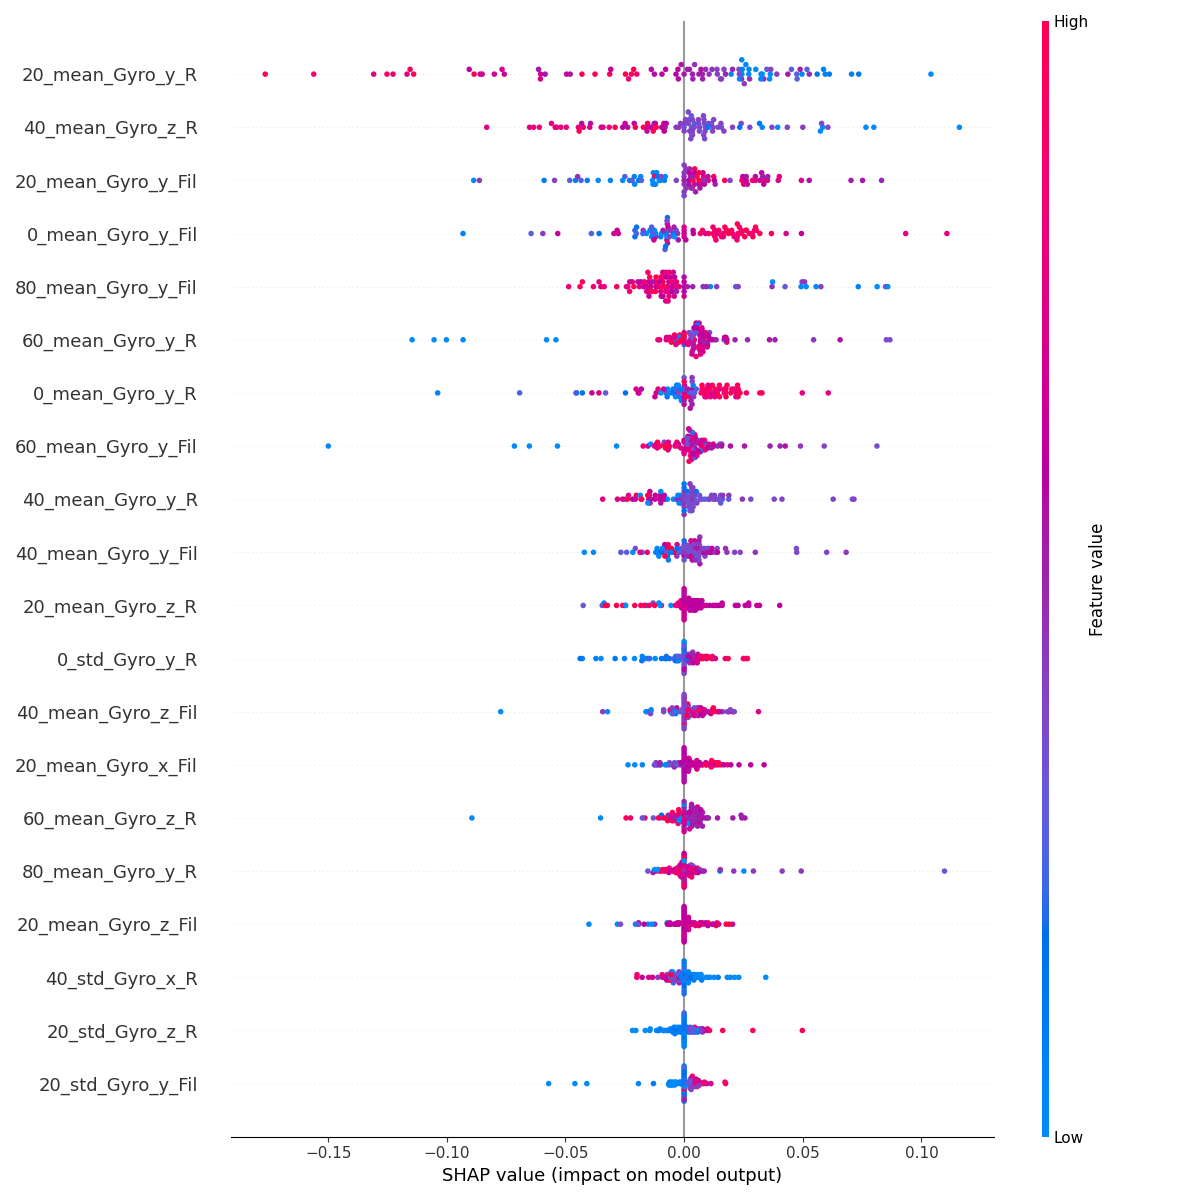 High
20_mean_Gyro_y_R
40_mean_Gyro_z_R
20_mean_Gyro_y_Fil
0_mean_Gyro_y_Fil
80_mean_Gyro_y_Fil
60_mean_Gyro_y_R
0_mean_Gyro_y_R
60_mean_Gyro_y_Fil
40_mean_Gyro_y_R
40_mean_Gyro_y_Fil
20_mean_Gyro_z_R
0_std_Gyro_y_R
40_mean_Gyro_z_Fil
20_mean_Gyro_x_Fil
60_mean_Gyro_z_R
80_mean_Gyro_y_R
20_mean_Gyro_z_Fil
40_std_Gyro_x_R
20_std_Gyro_z_R
20_std_Gyro_y_Fil
Feature value
Low
−0.15 −0.10 −0.05 0.00 0.05 0.10
SHAP value (impact on model output)